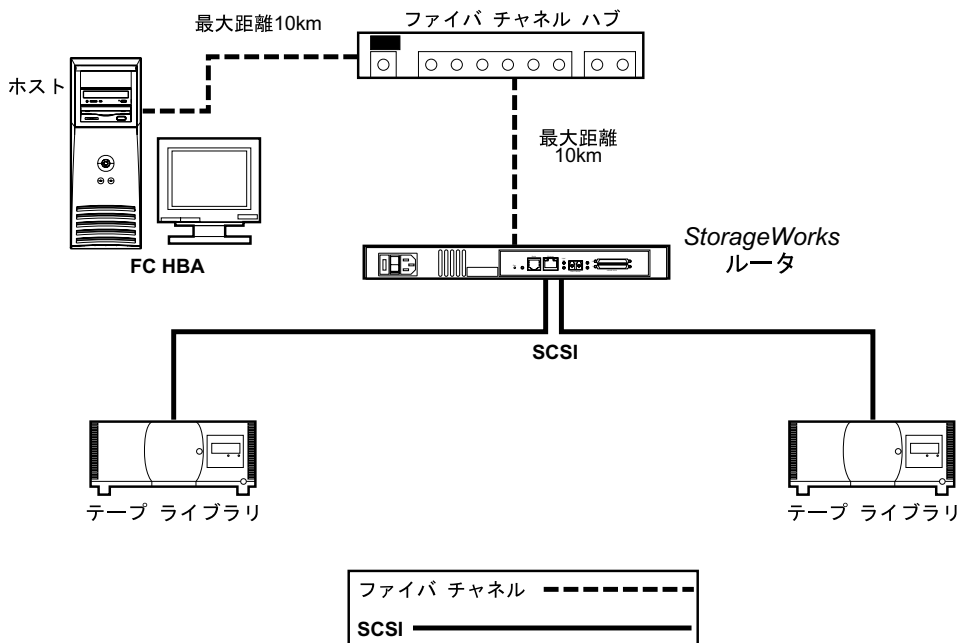 最大距離10km
ファイバ チャネル ハブ
ホスト
最大距離
10km
FC HBA
StorageWorks
ルータ
SCSI
テープ ライブラリ
テープ ライブラリ
ファイバ チャネル
SCSI